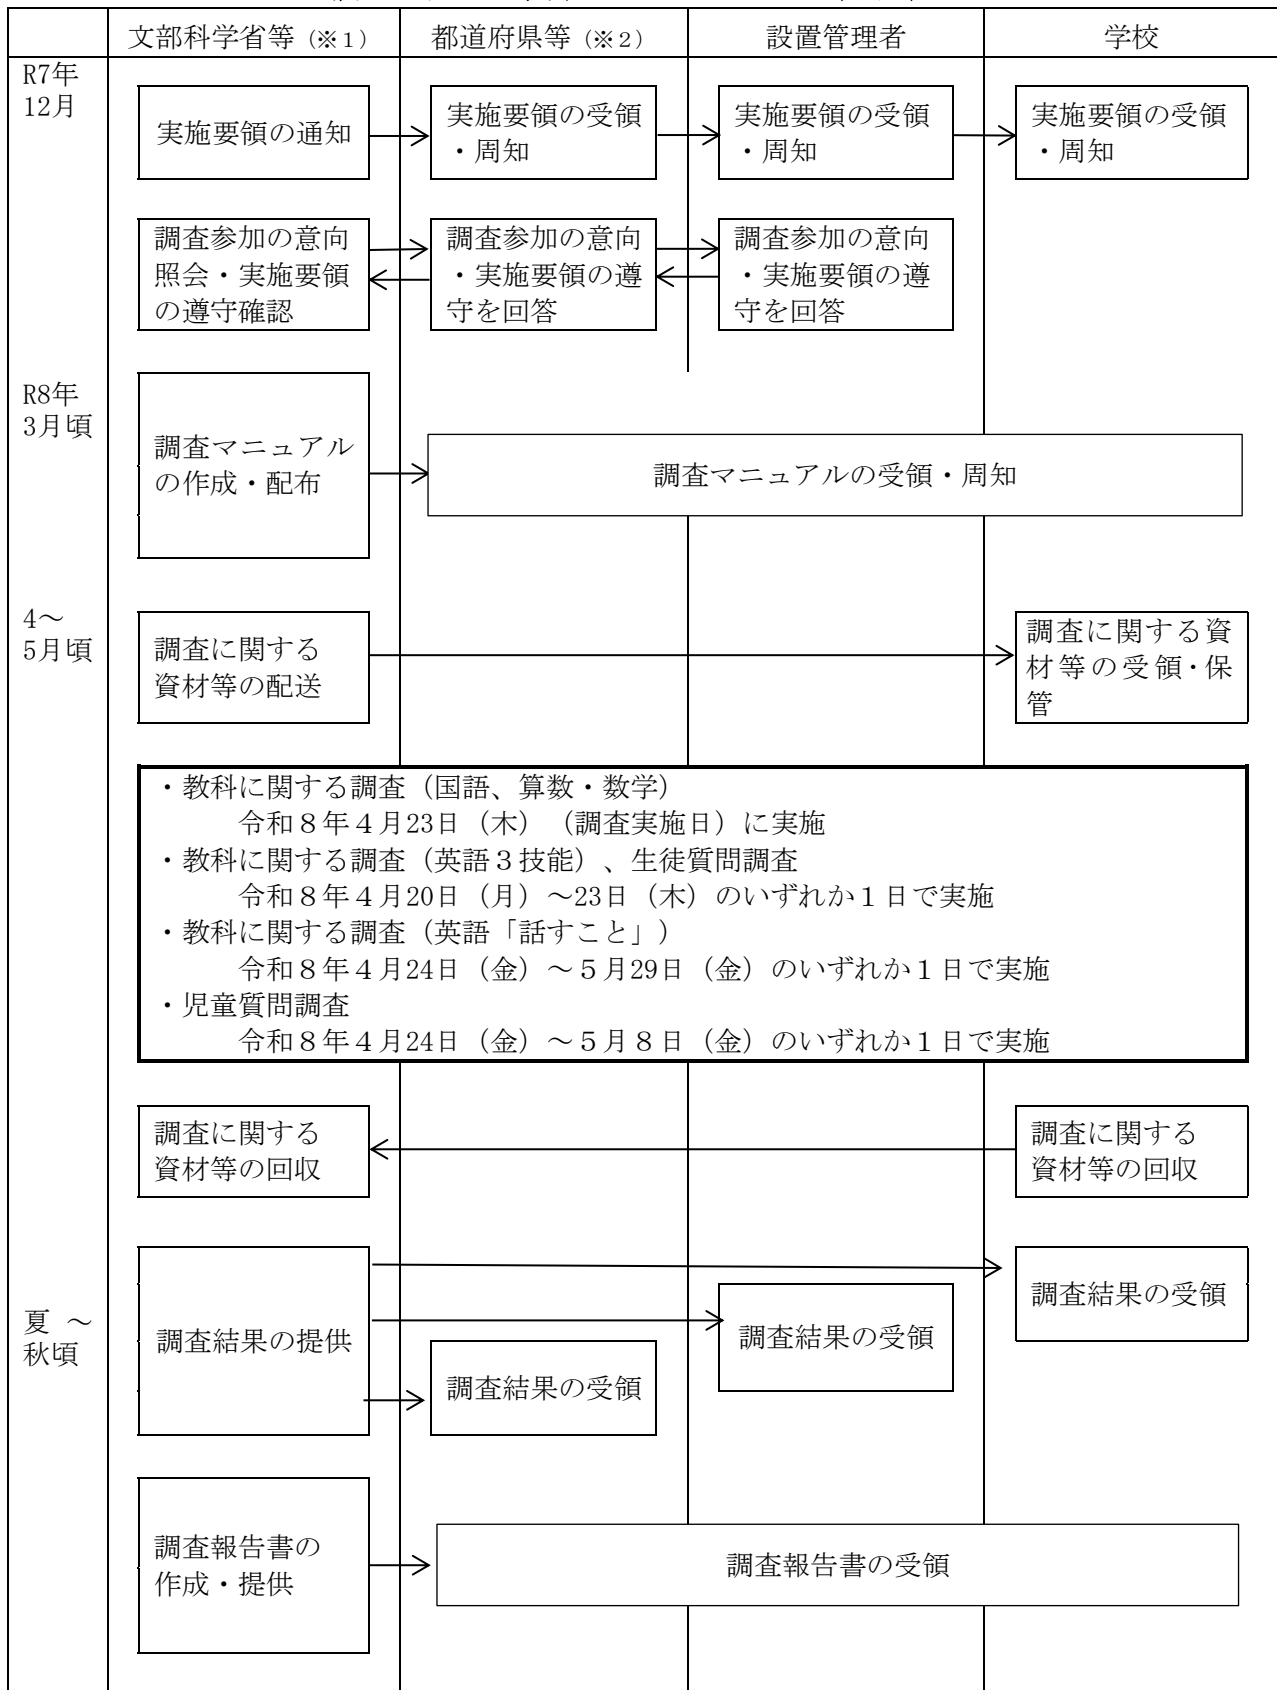 文部科学省等（※１）
都道府県等（※２）
設置管理者
学校
R7年
12月
実施要領の通知
実施要領の受領
・周知
実施要領の受領
・周知
実施要領の受領
・周知
調査参加の意向
照会・実施要領
の遵守確認
調査参加の意向
・実施要領の遵
守を回答
調査参加の意向
・実施要領の遵
守を回答
R8年
3月頃
調査マニュアル
の作成・配布
調査マニュアルの受領・周知
4～
5月頃
調査に関する
資材等の配送
調査に関する資
材等の受領・保
管
・教科に関する調査（国語、算数・数学）
令和８年４月23日（木）（調査実施日）に実施
・教科に関する調査（英語３技能）、生徒質問調査
令和８年４月20日（月）～23日（木）のいずれか１日で実施
・教科に関する調査（英語「話すこと」）
令和８年４月24日（金）～５月29日（金）のいずれか１日で実施
・児童質問調査
令和８年４月24日（金）～５月８日（金）のいずれか１日で実施
調査に関する
資材等の回収
調査に関する
資材等の回収
夏 ～
秋頃
調査結果の提供
調査結果の受領
調査結果の受領
調査結果の受領
調査報告書の
作成・提供
調査報告書の受領